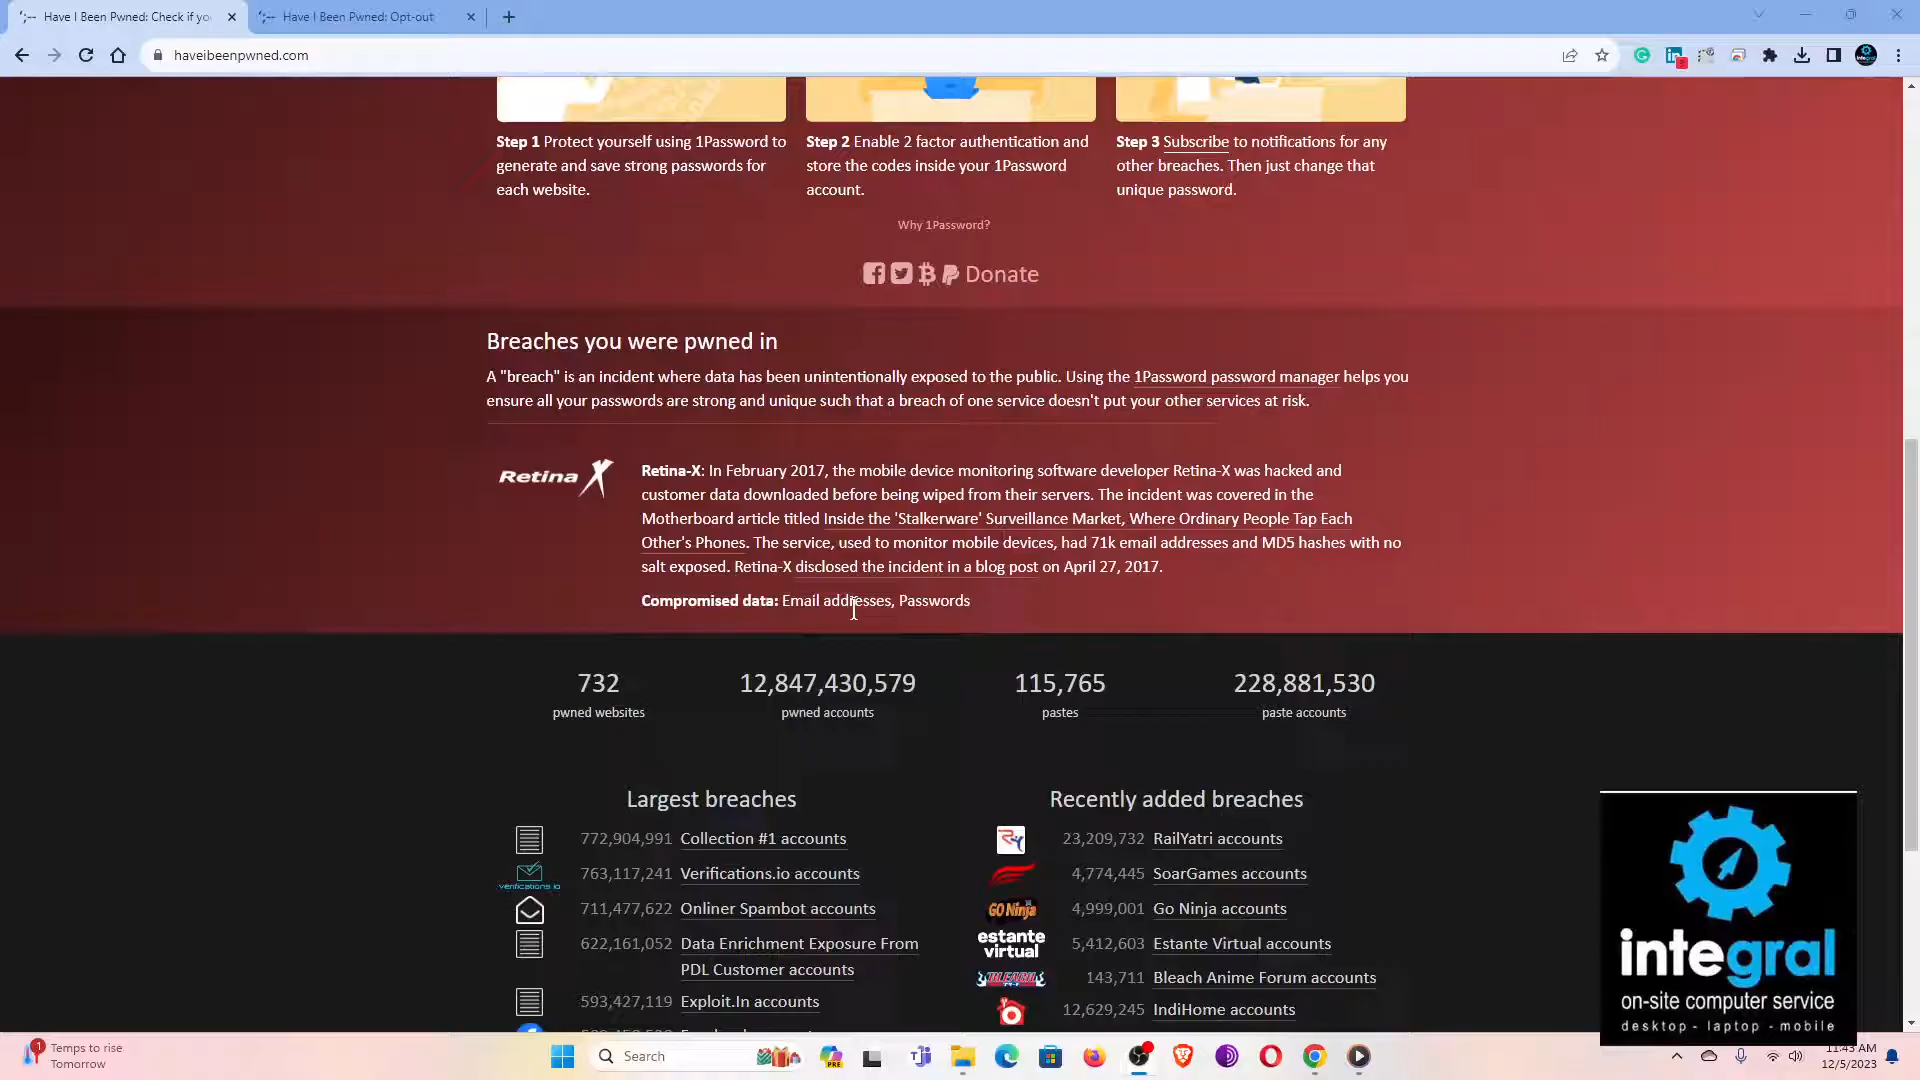 Have I Been Pwned: Check if yo
Have I Been Pwned: Opt-out
haveibeenpwned.com
Step 1 Protect yourself using 1Password to
generate and save strong passwords for
each website.
Step 2 Enable 2 factor authentication and
store the codes inside your 1Password
account.
Step 3 Subscribe to notifications for any
other breaches. Then just change that
unique password.
Why 1Password?
Donate
Breaches you were pwned in
A "breach" is an incident where data has been unintentionally exposed to the public. Using the 1Password password manager helps you
ensure all your passwords are strong and unique such that a breach of one service doesn't put your other services at risk.
Retina X
Retina-X: In February 2017, the mobile device monitoring software developer Retina-X was hacked and
customer data downloaded before being wiped from their servers. The incident was covered in the
Motherboard article titled Inside the 'Stalkerware' Surveillance Market, Where Ordinary People Tap Each
Other's Phones. The service, used to monitor mobile devices, had 71k email addresses and MD5 hashes with no
salt exposed. Retina-X disclosed the incident in a blog post on April 27, 2017.
Compromised data: Email addresses, Passwords
732
pwned websites
12,847,430,579
pwned accounts
115,765
pastes
228,881,530
paste accounts
Largest breaches
772,904,991 Collection #1 accounts
verifications.io
763,117,241 Verifications.io accounts
711,477,622 Onliner Spambot accounts
622,161,052 Data Enrichment Exposure From
PDL Customer accounts
593,427,119 Exploit.In accounts
Recently added breaches
23,209,732 RailYatri accounts
4,774,445 SoarGames accounts
GO Ninja
4,999,001 Go Ninja accounts
estante
virtual
5,412,603 Estante Virtual accounts
BLEACH
143,711 Bleach Anime Forum accounts
12,629,245 IndiHome accounts
integral
on-site computer service
desktop - laptop - mobile
1
Temps to rise
Tomorrow
Search
PRE
11:43 AM
12/5/2023